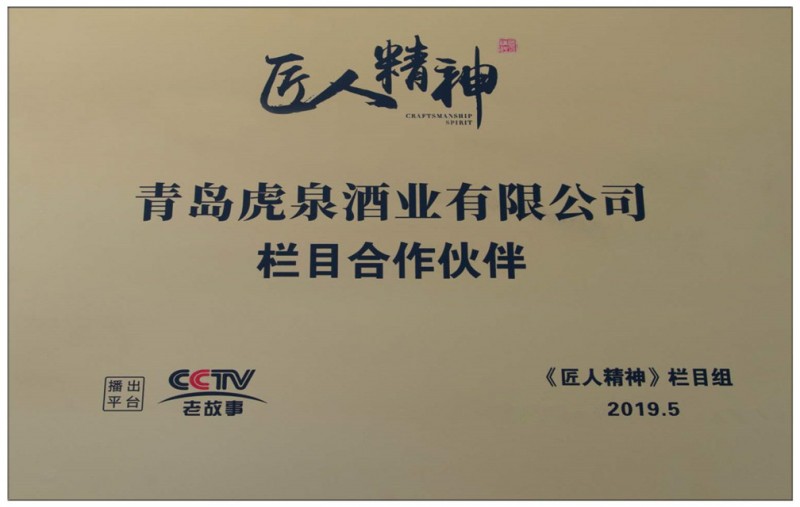 匠人精神
CRAFTSMANSHIP
SPIRIT
青岛虎泉酒业有限公司
栏目合作伙伴
播出
平台
CCTV
老故事
《匠人精神》栏目组
2019.5